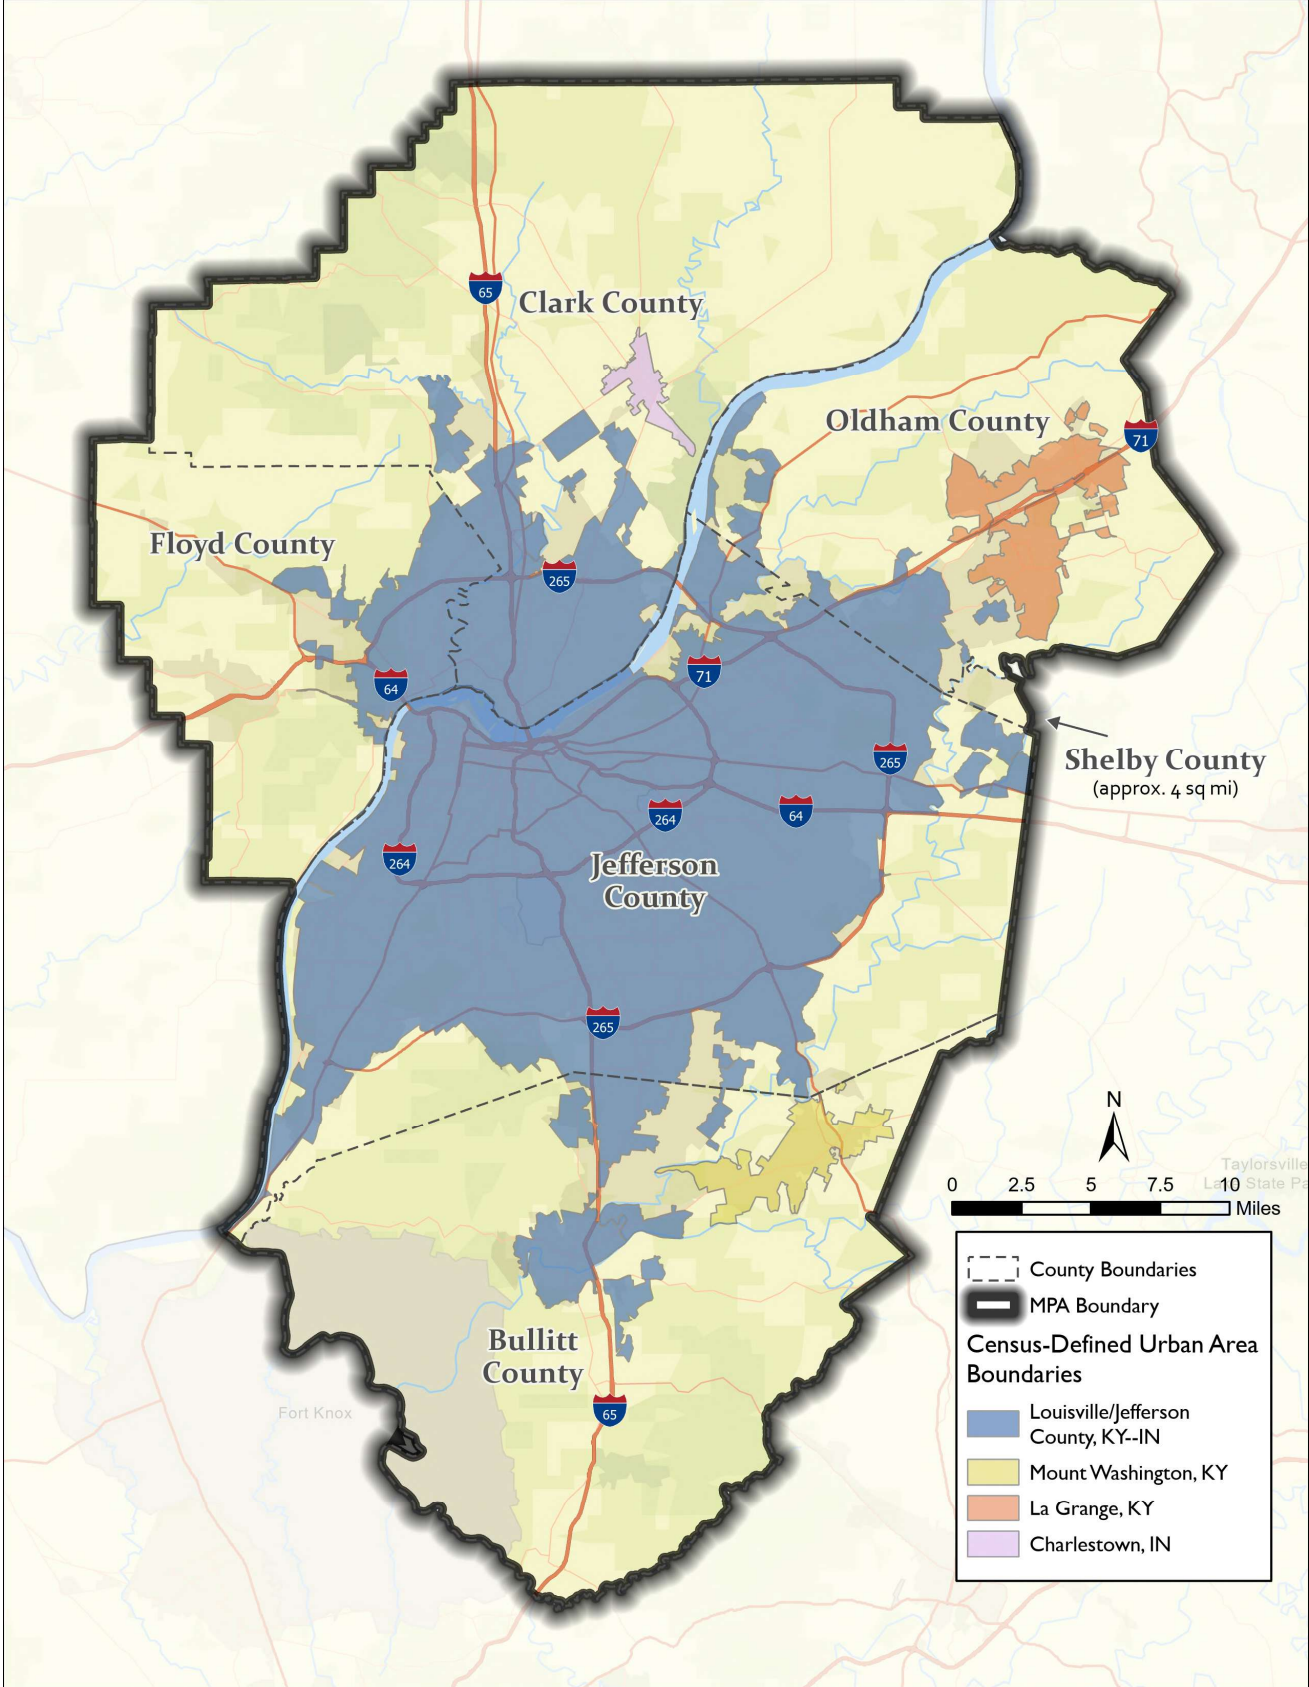 65
Clark County
Oldham County
71
Floyd County
265
64
71
265
Shelby County
(approx. 4 sq mi)
264
64
264
Jefferson
County
265
N
Taylorsville
0 2.5 5 7.5 10
Miles
County Boundaries
MPA Boundary
Census-Defined Urban Area
Boundaries
Louisville/Jefferson
County, KY--IN
Mount Washington, KY
La Grange, KY
Charlestown, IN
Bullitt
County
Fort Knox
65